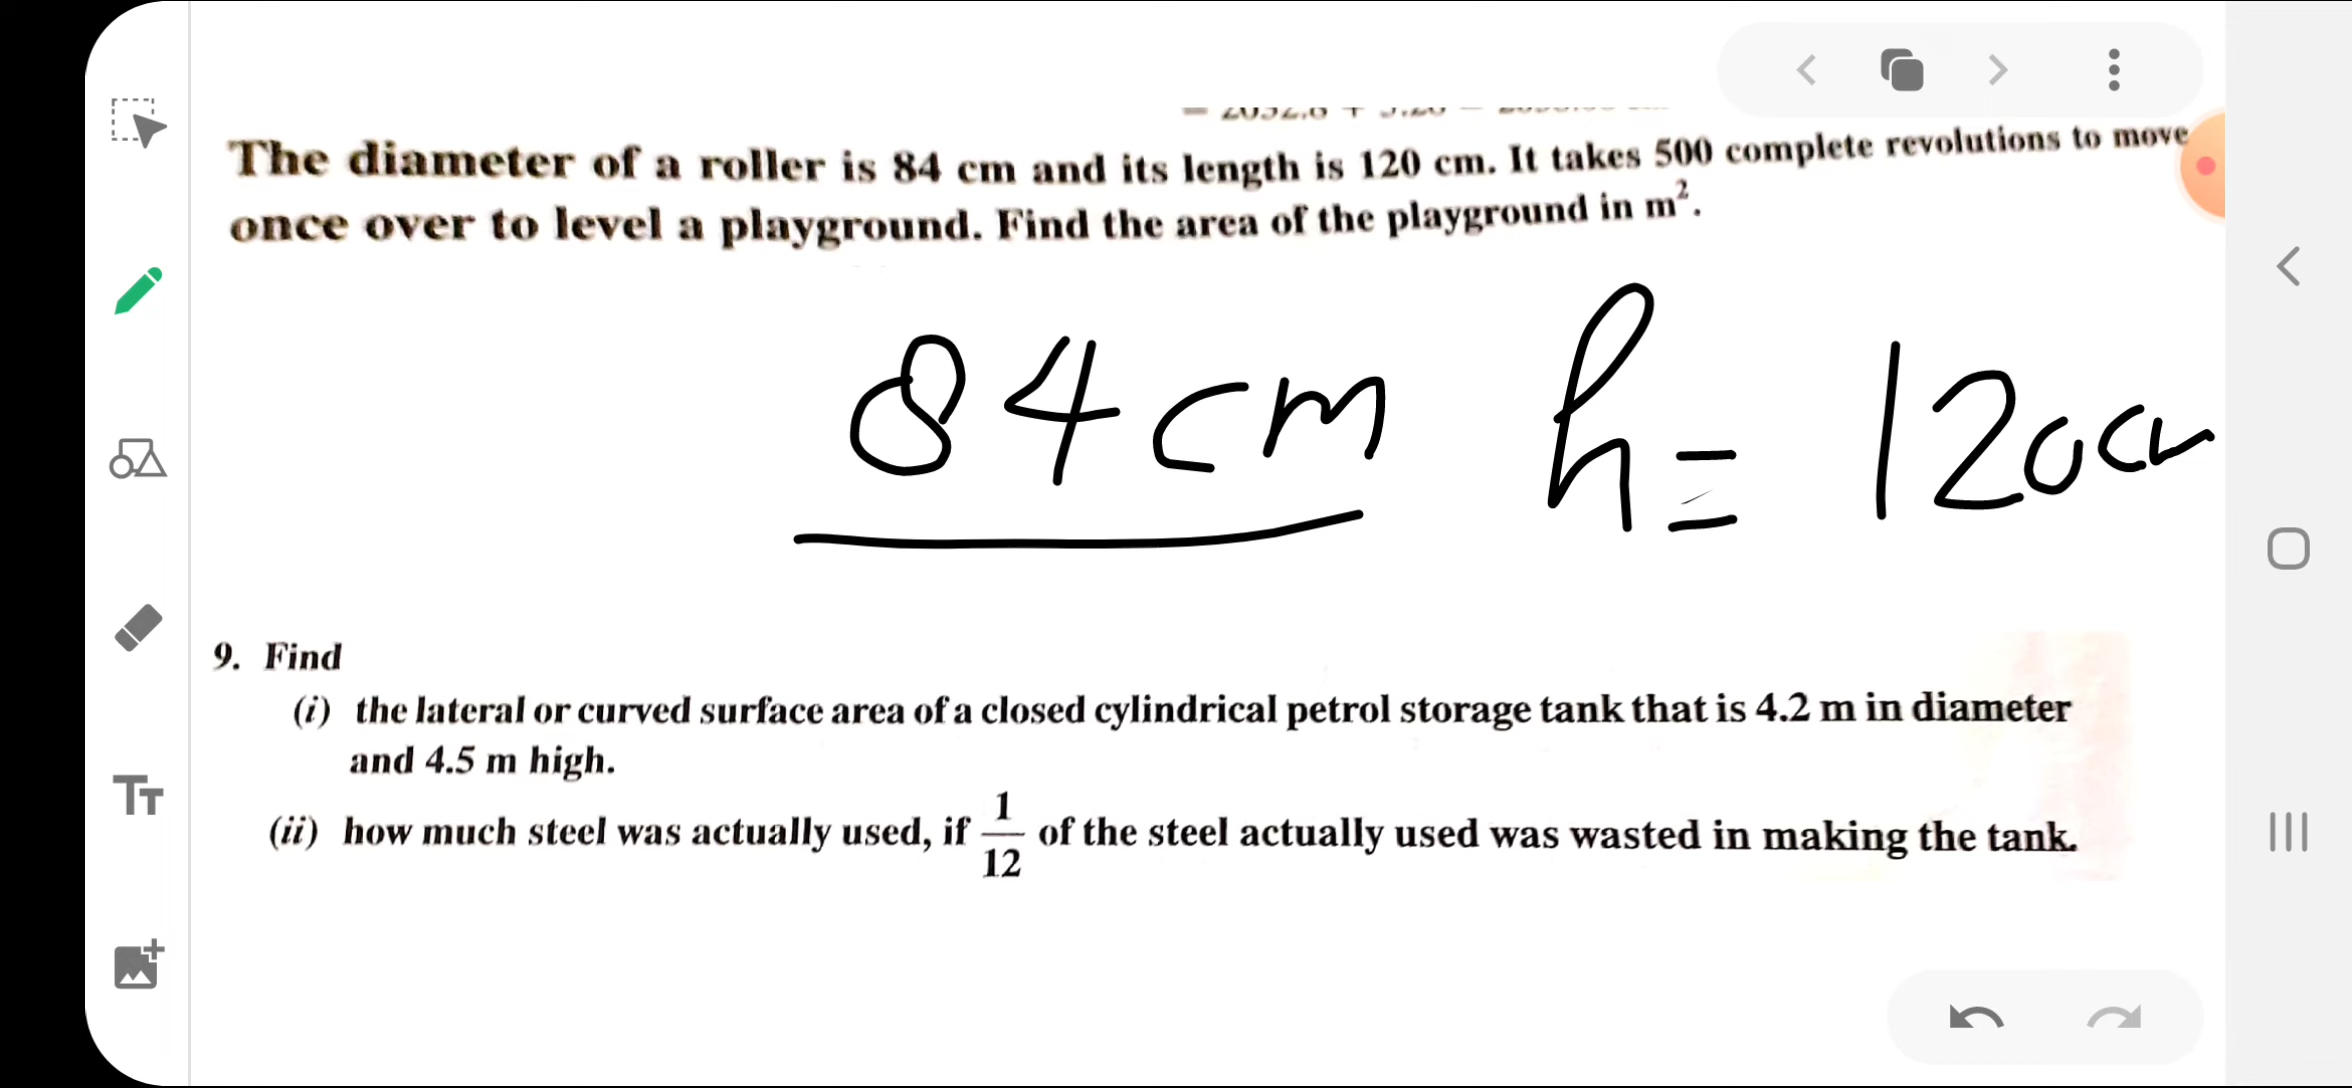 The diameter of a roller is 84 cm and its length is 120 cm. It takes 500 complete revolutions to move
once over to level a playground. Find the area of the playground in m².
84cm h= 120cm
9. Find
(i) the lateral or curved surface area of a closed cylindrical petrol storage tank that is 4.2 m in diameter
and 4.5 m high.
(ii) how much steel was actually used, if 1/12 of the steel actually used was wasted in making the tank.
TT